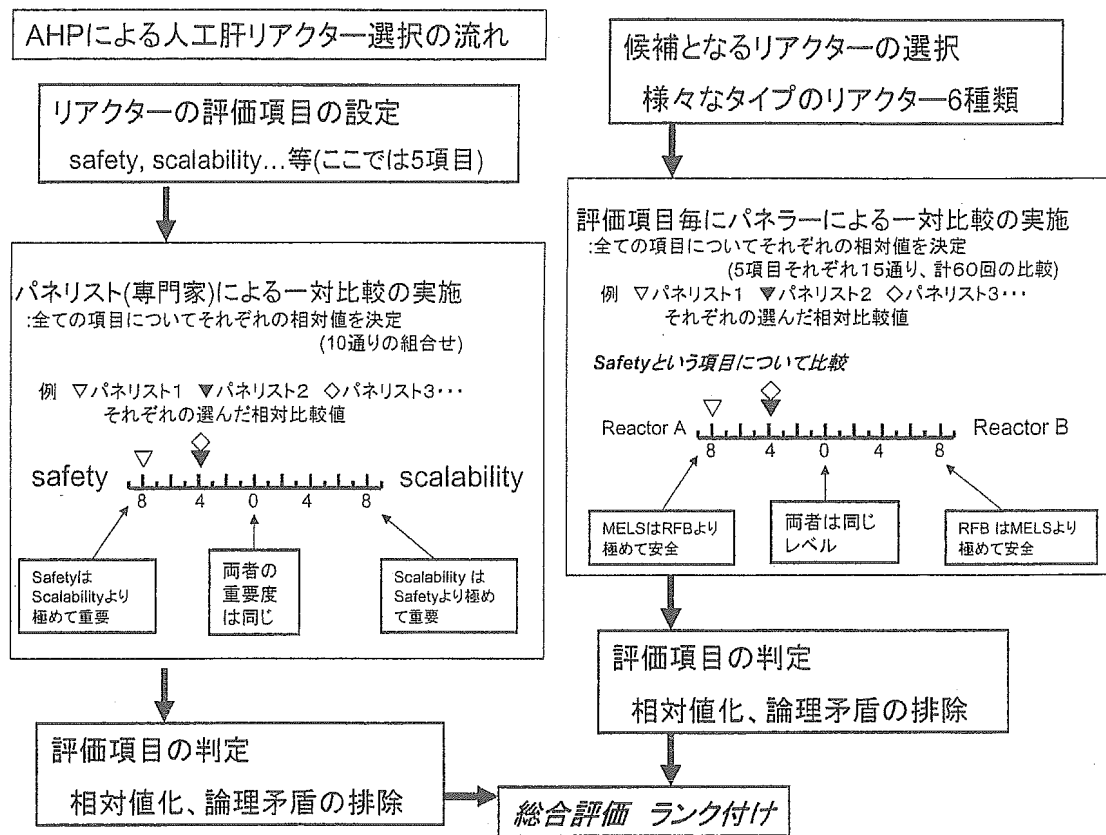 AHPによる人工肝リアクター選択の流れ
リアクターの評価項目の設定
safety, scalability…等(ここでは5項目)
パネリスト(専門家)による一対比較の実施
:全ての項目についてそれぞれの相対値を決定
(10通りの組合せ)
例 ▽パネリスト1 ▼パネリスト2 ◇パネリスト3･･･
それぞれの選んだ相対比較値
safety
scalability
8 4 0 4 8
Safetyは
Scalabilityより
極めて重要
両者の
重要度
は同じ
Scalability は
Safetyより極め
て重要
評価項目の判定
相対値化、論理矛盾の排除
候補となるリアクターの選択
様々なタイプのリアクター6種類
評価項目毎にパネラーによる一対比較の実施
:全ての項目についてそれぞれの相対値を決定
(5項目それぞれ15通り、計60回の比較)
例 ▽パネリスト1 ▼パネリスト2 ◇パネリスト3･･･
それぞれの選んだ相対比較値
Safetyという項目について比較
Reactor A
Reactor B
8 4 0 4 8
MELSはRFBより
極めて安全
両者は同じ
レベル
RFB はMELSより
極めて安全
評価項目の判定
相対値化、論理矛盾の排除
総合評価 ランク付け